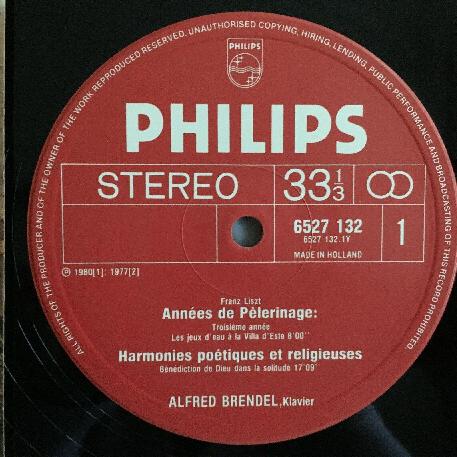 ALL RIGHTS OF THE PRODUCER AND OF THE OWNER OF THE WORK REPRODUCED RESERVED. UNAUTHORISED COPYING, HIRING, LENDING, PUBLIC PERFORMANCE AND BROADCASTING OF THIS RECORD PROHIBITED
PHILIPS
PHILIPS
STEREO 33 1/3
6527 132 1
6527 132.1Y
MADE IN HOLLAND
Ⓟ 1980[1]; 1977[2]
Franz Liszt
Années de Pèlerinage:
Troisième année
Les jeux d'eau à la Villa d'Este 8'00"
Harmonies poétiques et religieuses
Bénédiction de Dieu dans la solitude 17'09"
ALFRED BRENDEL, Klavier